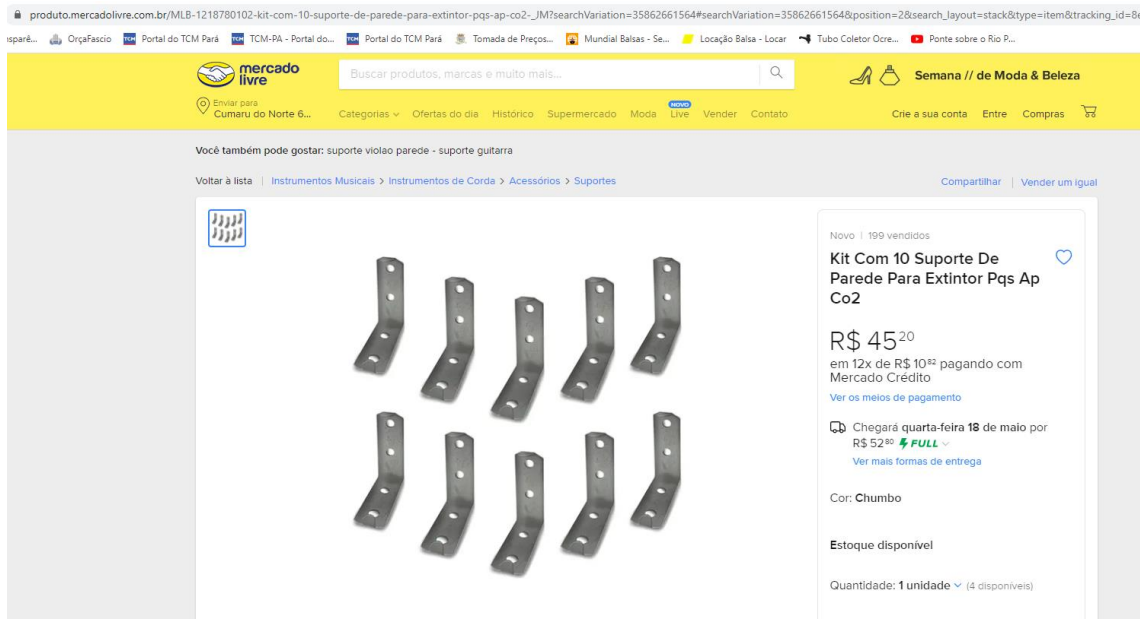 produto.mercadolivre.com.br/MLB-1218780102-kit-com-10-suporte-de-parede-para-extintor-pqs-ap-co2-_JM?searchVariation=35862661564#searchVariation=35862661564&position=2&search_layout=stack&type=item&tracking_id=8e
nsparê... OrçaFascio Portal do TCM Pará TCM-PA - Portal do... Portal do TCM Pará Tomada de Preços... Mundial Balsas - Se... Locação Balsa - Locar Tubo Coletor Ocre... Ponte sobre o Rio P...
mercado
livre
Buscar produtos, marcas e muito mais...
Semana // de Moda & Beleza
Enviar para
Cumaru do Norte 6...
Categorias Ofertas do dia Histórico Supermercado Moda Live Vender Contato
NOVO
Crie a sua conta Entre Compras
Você também pode gostar: suporte violao parede - suporte guitarra
Voltar à lista | Instrumentos Musicais > Instrumentos de Corda > Acessórios > Suportes
Compartilhar | Vender um igual
Novo | 199 vendidos
Kit Com 10 Suporte De
Parede Para Extintor Pqs Ap
Co2
R$ 45 20
em 12x de R$ 10 82 pagando com
Mercado Crédito
Ver os meios de pagamento
Chegará quarta-feira 18 de maio por
R$ 52 80 FULL
Ver mais formas de entrega
Cor: Chumbo
Estoque disponível
Quantidade: 1 unidade (4 disponíveis)